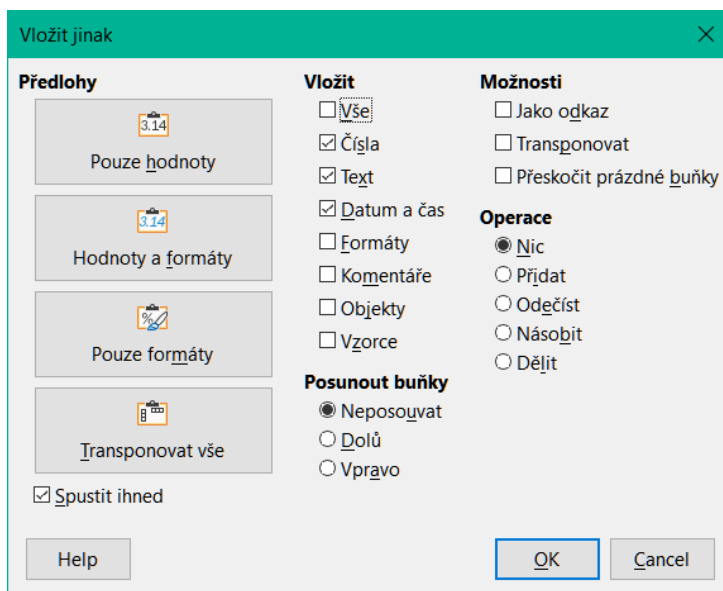 Vložit jinak
Předlohy
3.14
Pouze hodnoty
3.14
Hodnoty a formáty
%
Pouze formáty
Transponovat vše
Spustit ihned
Vložit
Vše
Čísla
Text
Datum a čas
Formáty
Komentáře
Objekty
Vzorce
Posunout buňky
Neposouvat
Dolů
Vpravo
Možnosti
Jako odkaz
Transponovat
Přeskočit prázdné buňky
Operace
Nic
Přidat
Odečíst
Násobit
Dělit
Help
OK
Cancel